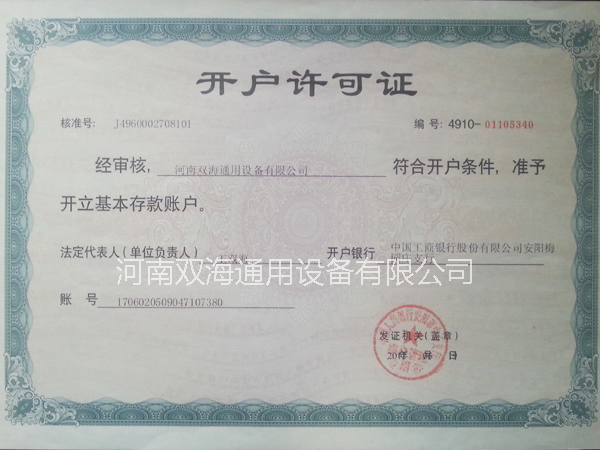 开户许可证
核准号: J4960002708101 编号: 4910-01105340
经审核, 河南双海通用设备有限公司 符合开户条件, 准予
开立基本存款账户。
法定代表人(单位负责人) 开户银行 中国工商银行股份有限公司安阳梅
支行
河南双海通用设备有限公司
账 号 1706020509047107380
发证机关(盖章)
年 月 日